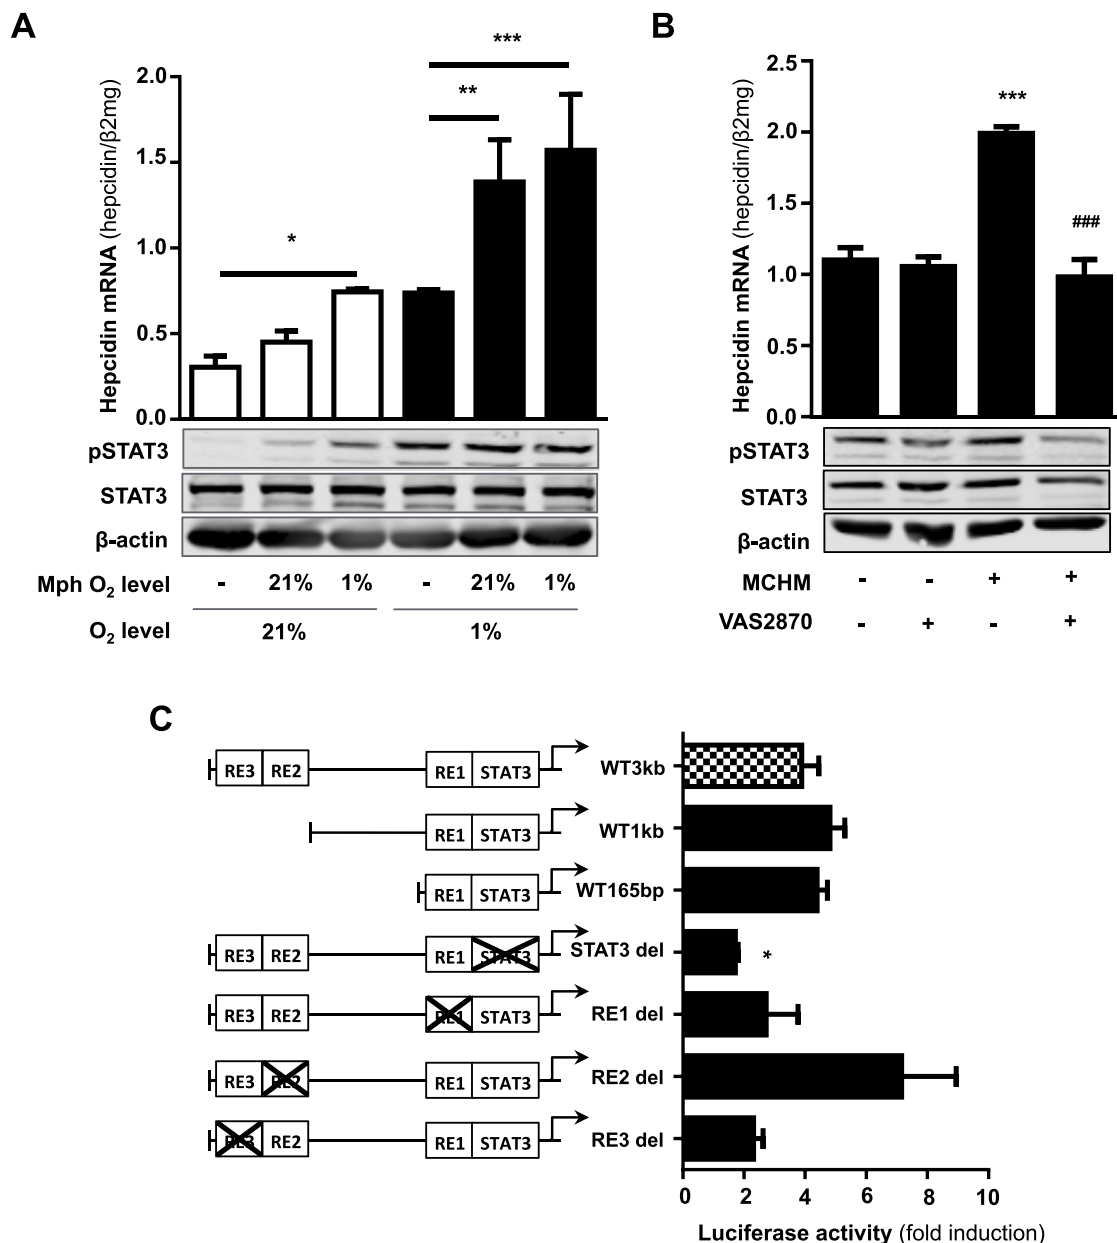 A
Hepcidin mRNA (hepcidin/β2mg)
2.0
1.5
1.0
0.5
0.0
*
**
***
pSTAT3
STAT3
β-actin
Mph O₂ level - 21% 1% - 21% 1%
O₂ level 21% 1%
B
Hepcidin mRNA (hepcidin/β2mg)
2.5
2.0
1.5
1.0
0.5
0.0
***
###
pSTAT3
STAT3
β-actin
MCHM - - + +
VAS2870 - + - +
C
RE3 RE2 RE1 STAT3 WT3kb
RE1 STAT3 WT1kb
RE1 STAT3 WT165bp
RE3 RE2 RE1 STAT3 STAT3 del *
RE3 RE2 RE1 STAT3 RE1 del
RE3 RE2 RE1 STAT3 RE2 del
RE3 RE2 RE1 STAT3 RE3 del
0 2 4 6 8 10
Luciferase activity (fold induction)